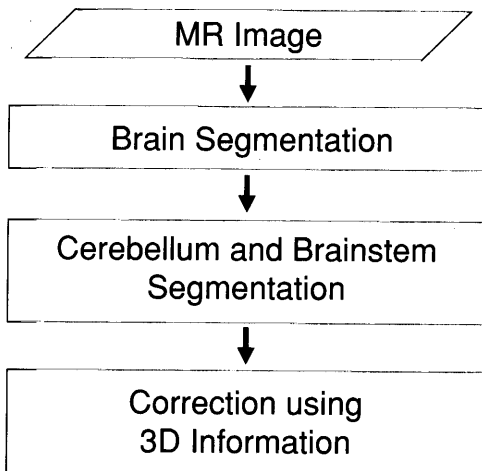 MR Image
Brain Segmentation
Cerebellum and Brainstem
Segmentation
Correction using
3D Information